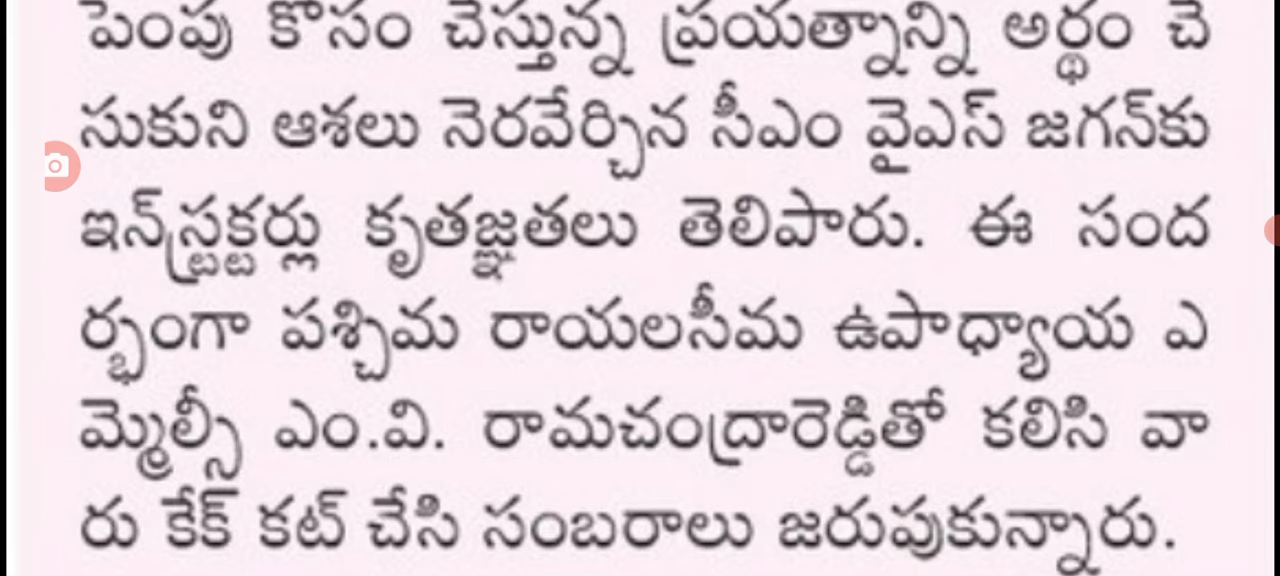 పెంపు కోసం చేస్తున్న ప్రయత్నాన్ని అర్థం చే
సుకుని ఆశలు నెరవేర్చిన సీఎం వైఎస్ జగన్‌కు
ఇన్‌స్ట్రక్టర్లు కృతజ్ఞతలు తెలిపారు. ఈ సంద
ర్భంగా పశ్చిమ రాయలసీమ ఉపాధ్యాయ ఎ
మ్మెల్సీ ఎం.వి. రామచంద్రారెడ్డితో కలిసి వా
రు కేక్ కట్ చేసి సంబరాలు జరుపుకున్నారు.